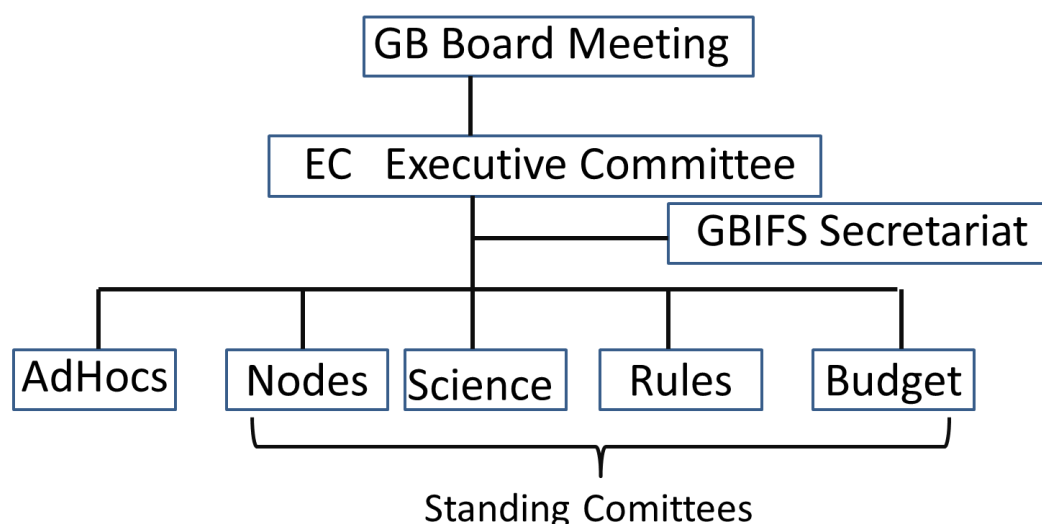 GB Board Meeting
EC Executive Committee
GBIFS Secretariat
AdHocs
Nodes
Science
Rules
Budget
Standing Comittees